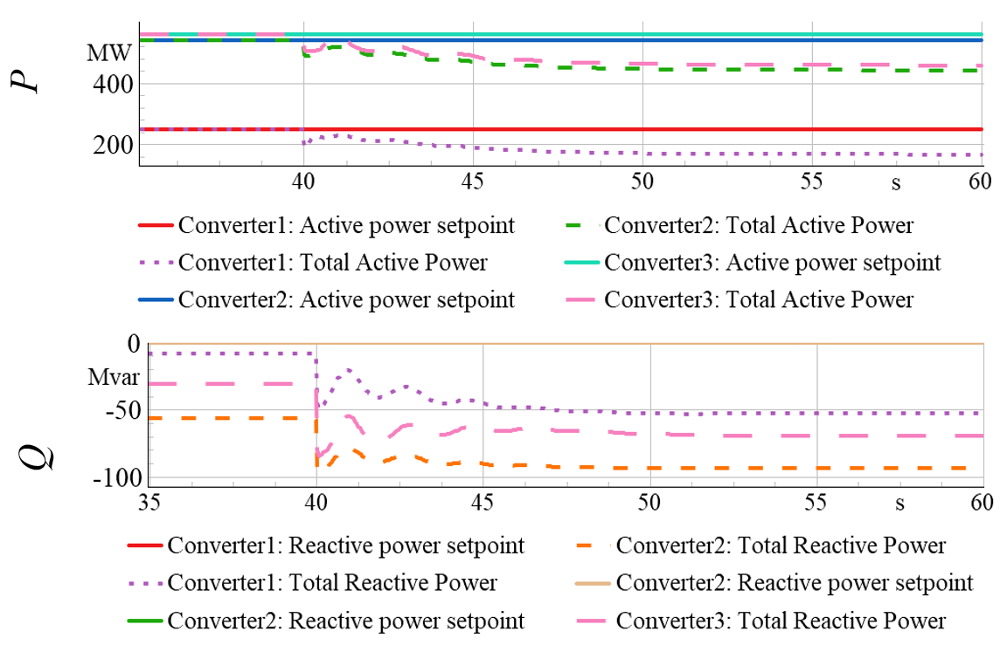 P
MW
400
200
40 45 50 55 s 60
Converter1: Active power setpoint
Converter2: Total Active Power
Converter1: Total Active Power
Converter3: Active power setpoint
Converter2: Active power setpoint
Converter3: Total Active Power
Q
0
Mvar
-50
-100
35 40 45 50 55 s 60
Converter1: Reactive power setpoint
Converter2: Total Reactive Power
Converter1: Total Reactive Power
Converter2: Reactive power setpoint
Converter2: Reactive power setpoint
Converter3: Total Reactive Power